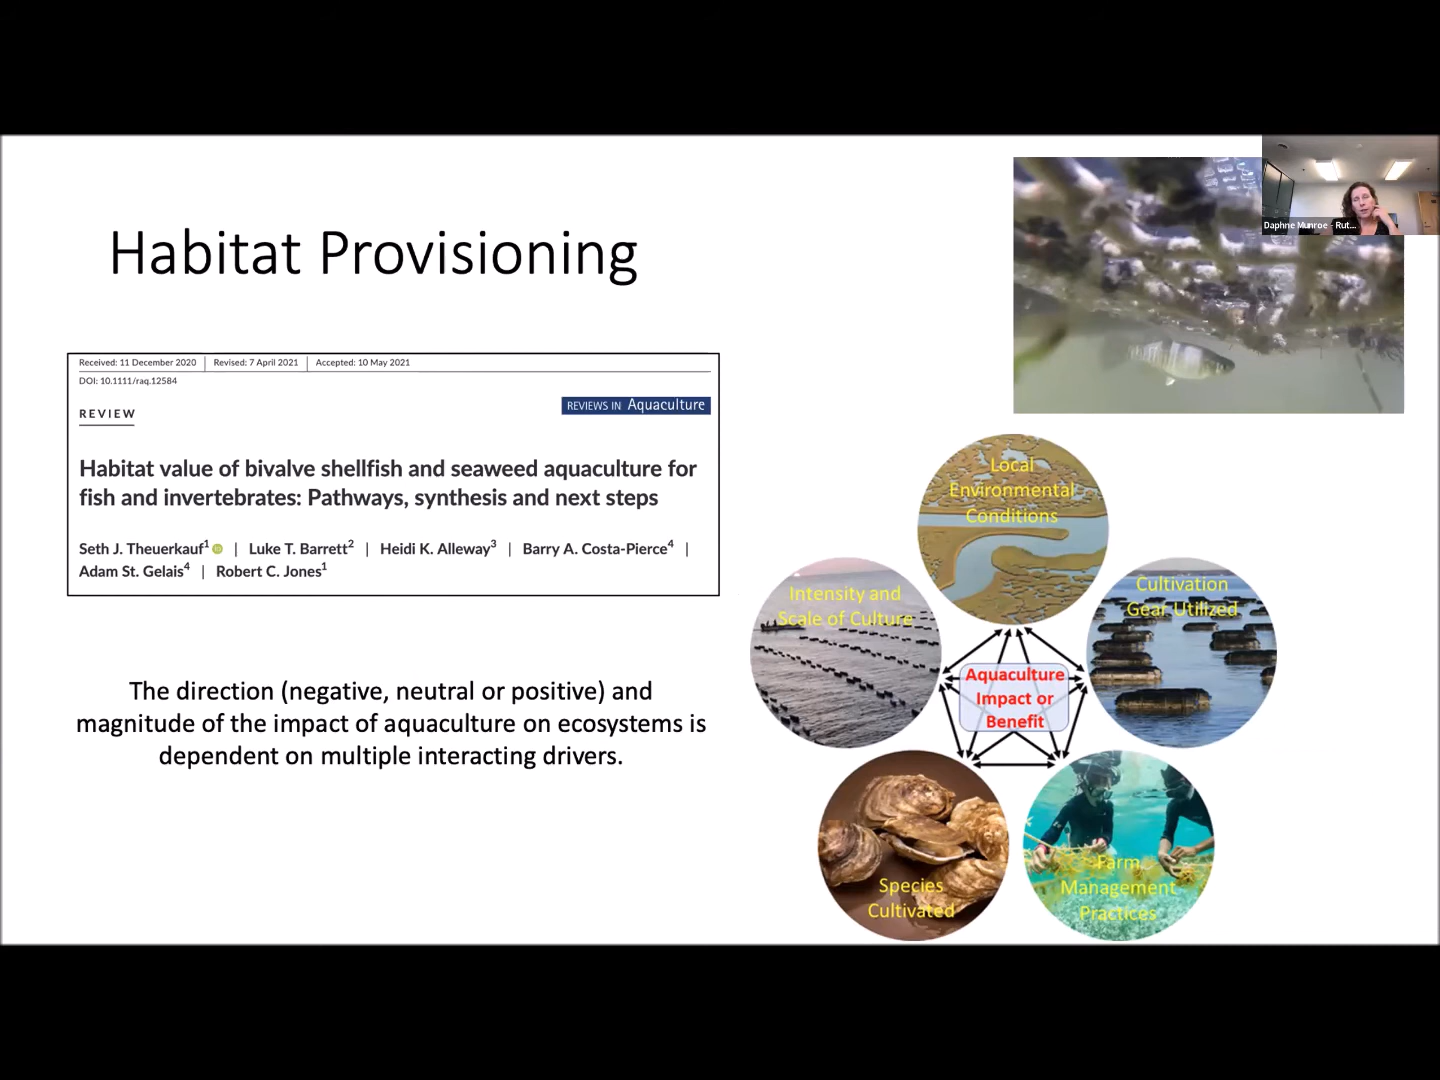 Habitat Provisioning
Daphne Munroe - Rut...
Received: 11 December 2020 | Revised: 7 April 2021 | Accepted: 10 May 2021
DOI: 10.1111/raq.12584
REVIEW
REVIEWS IN Aquaculture
Habitat value of bivalve shellfish and seaweed aquaculture for
fish and invertebrates: Pathways, synthesis and next steps
Seth J. Theuerkauf1 iD | Luke T. Barrett2 | Heidi K. Alleway3 | Barry A. Costa-Pierce4 |
Adam St. Gelais4 | Robert C. Jones1
The direction (negative, neutral or positive) and
magnitude of the impact of aquaculture on ecosystems is
dependent on multiple interacting drivers.
Local
Environmental
Conditions
Intensity and
Scale of Culture
Cultivation
Gear Utilized
Aquaculture
Impact or
Benefit
Species
Cultivated
Farm
Management
Practices